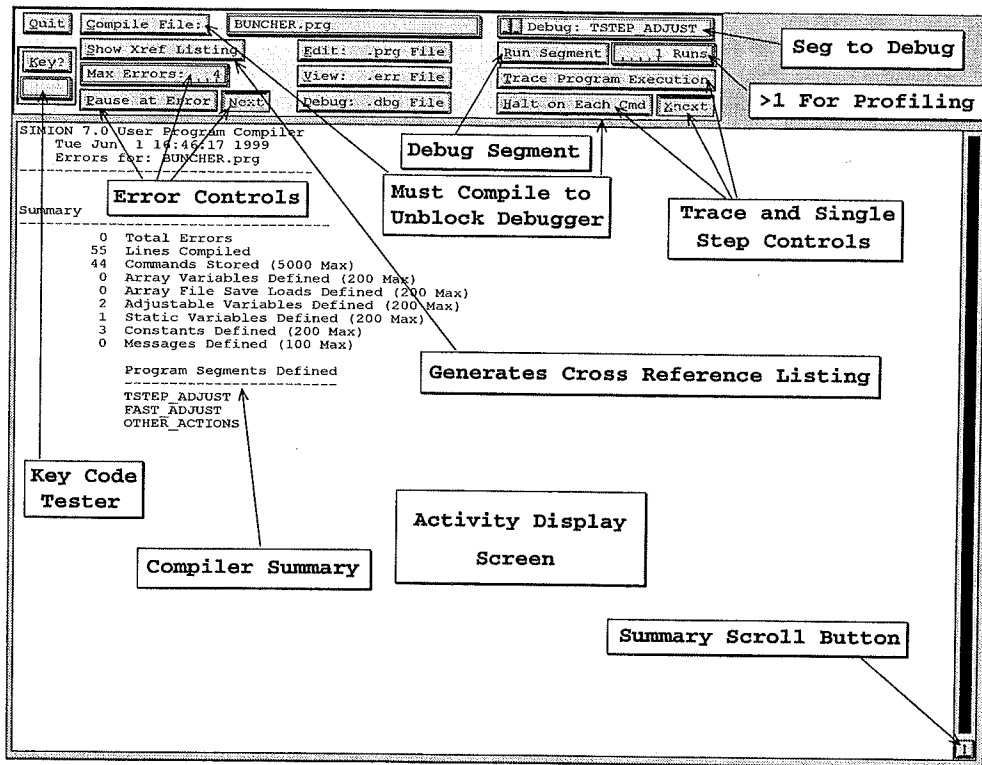 Quit Compile File: BUNCHER.prg Debug: TSTEP_ADJUST
Seg to Debug
Key? Show Xref Listing Edit: .prg File Run Segment 1 Runs
Max Errors: 4 View: .err File Trace Program Execution
>1 For Profiling
Pause at Error Next Debug: .dbg File Halt on Each Cmd Xnext
SIMION 7.0 User Program Compiler
Tue Jun 1 16:46:17 1999
Errors for: BUNCHER.prg
Debug Segment
Error Controls
Must Compile to
Unblock Debugger
Trace and Single
Step Controls
Summary
0 Total Errors
55 Lines Compiled
44 Commands Stored (5000 Max)
0 Array Variables Defined (200 Max)
0 Array File Save Loads Defined (200 Max)
2 Adjustable Variables Defined (200 Max)
1 Static Variables Defined (200 Max)
3 Constants Defined (200 Max)
0 Messages Defined (100 Max)
Program Segments Defined
Generates Cross Reference Listing
TSTEP_ADJUST
FAST_ADJUST
OTHER_ACTIONS
Key Code
Tester
Activity Display
Screen
Compiler Summary
Summary Scroll Button